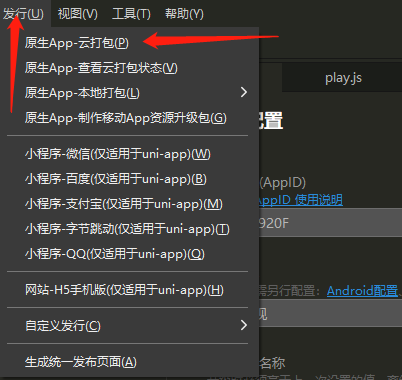 发行(U) 视图(V) 工具(T) 帮助(Y)
原生App-云打包(P)
原生App-查看云打包状态(V)
play.js
原生App-本地打包(L)
原生App-制作移动App资源升级包(G)
配置
小程序-微信(仅适用于uni-app)(W)
小程序-百度(仅适用于uni-app)(B)
(AppID)
小程序-支付宝(仅适用于uni-app)(M)
AppID 使用说明
小程序-字节跳动(仅适用于uni-app)(T)
920F
小程序-QQ(仅适用于uni-app)(Q)
网站-H5手机版(仅适用于uni-app)(H)
需另行配置：Android配置、
自定义发行(C)
生成统一发布页面(A)
名称